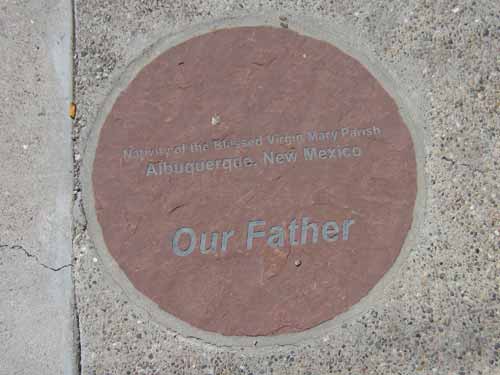 Nativity of the Blessed Virgin Mary Parish
Albuquerque, New Mexico
Our Father